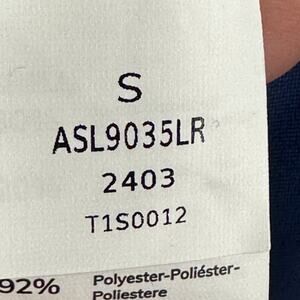 S
ASL9035LR
2403
T1S0012
92% Polyester-Poliéster-
Poliestere